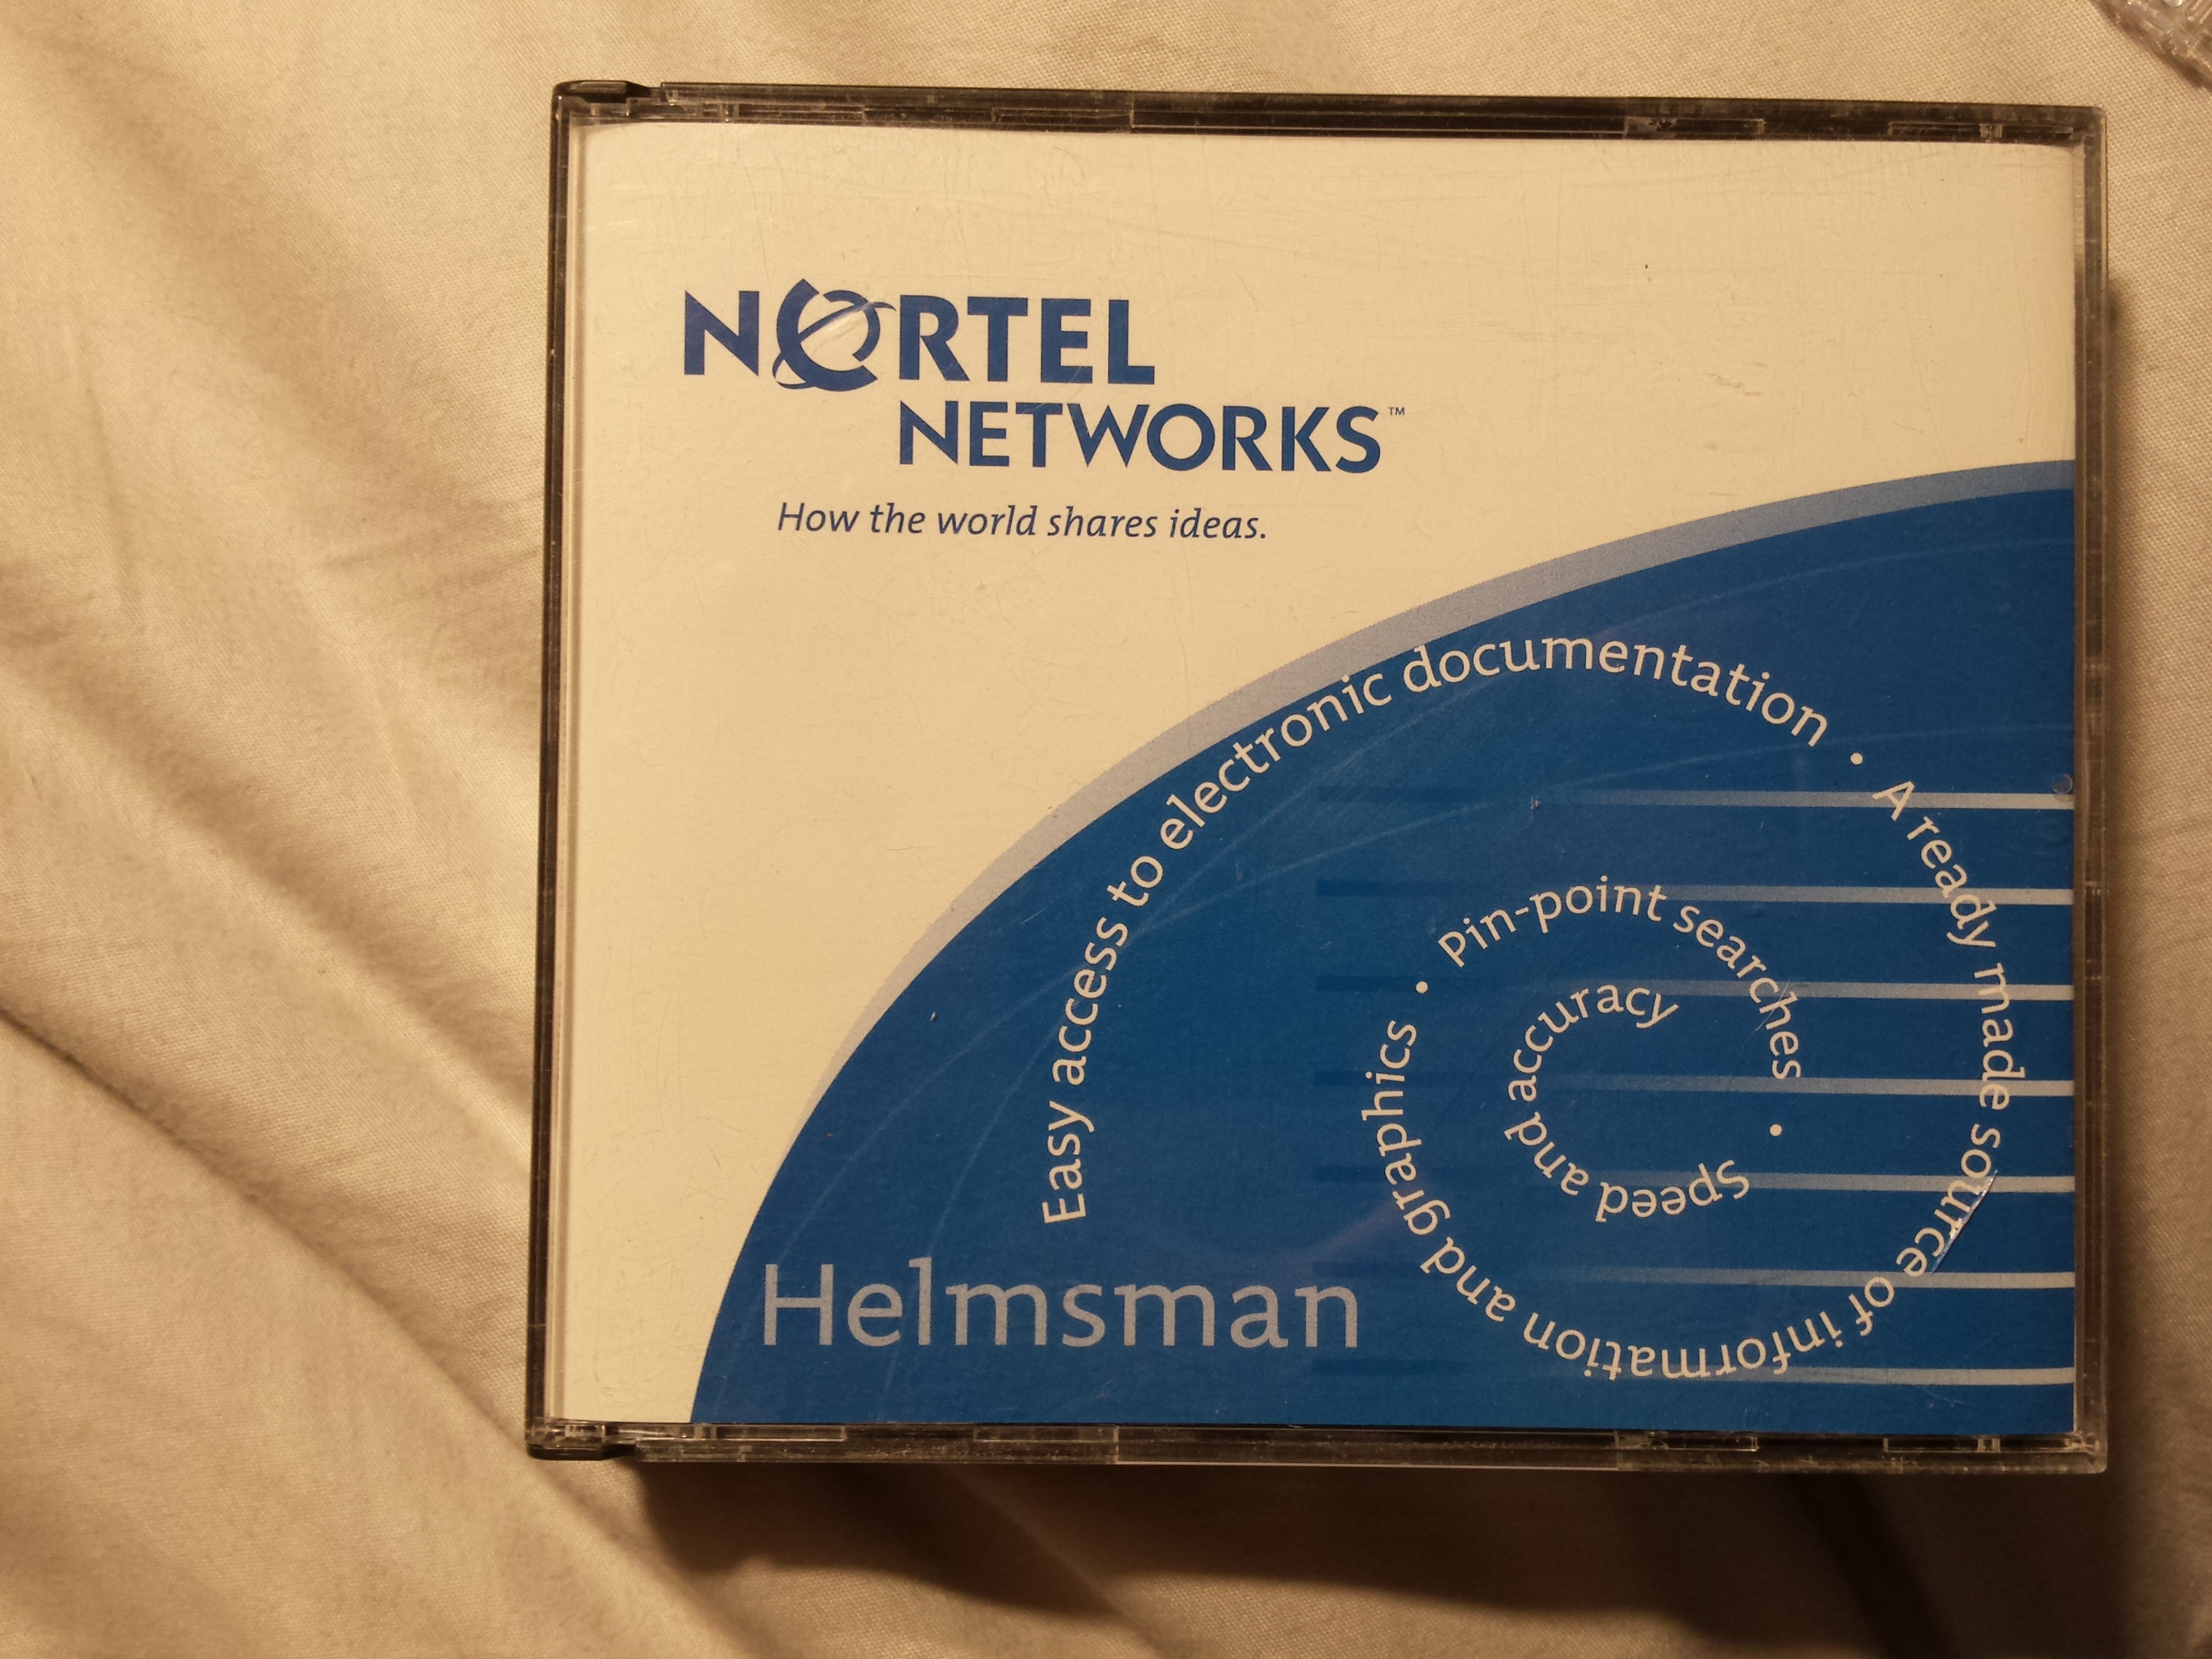 NORTEL
NETWORKS™
How the world shares ideas.
Easy access to electronic documentation • A ready made source of information and graphics • Pin-point searches • Speed and accuracy
Helmsman